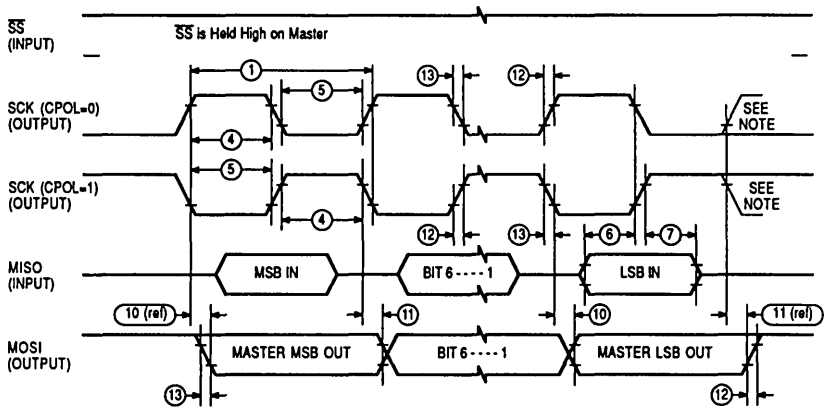 SS
(INPUT)
SS is Held High on Master
1
13
12
5
SCK (CPOL=0)
(OUTPUT)
SEE
NOTE
4
5
SCK (CPOL=1)
(OUTPUT)
SEE
NOTE
4
12
13
6
7
MISO
(INPUT)
MSB IN
BIT 6 - - - - 1
LSB IN
10 (ref)
11
10
11 (ref)
MOSI
(OUTPUT)
MASTER MSB OUT
BIT 6 - - - - 1
MASTER LSB OUT
13
12